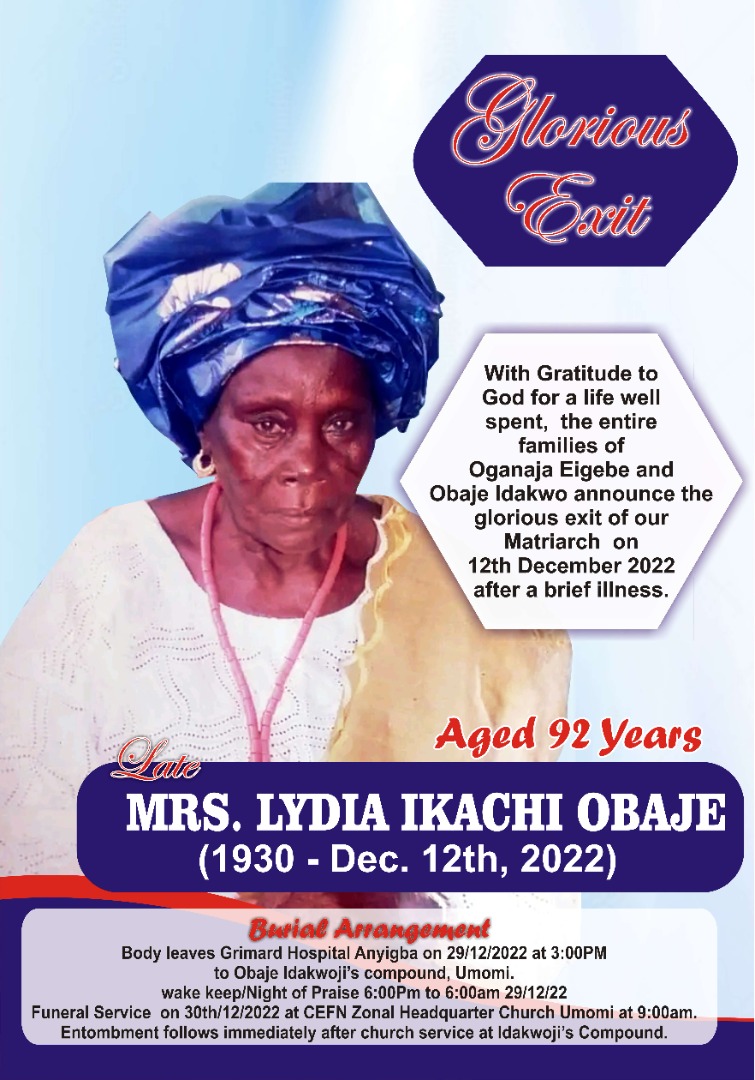 Glorious
Exit
With Gratitude to
God for a life well
spent, the entire
families of
Oganaja Eigebe and
Obaje Idakwo announce the
glorious exit of our
Matriarch on
12th December 2022
after a brief illness.
Aged 92 Years
Late
MRS. LYDIA IKACHI OBAJE
(1930 - Dec. 12th, 2022)
Burial Arrangement
Body leaves Grimard Hospital Anyigba on 29/12/2022 at 3:00PM
to Obaje Idakwoji's compound, Umomi.
wake keep/Night of Praise 6:00Pm to 6:00am 29/12/22
Funeral Service on 30th/12/2022 at CEFN Zonal Headquarter Church Umomi at 9:00am.
Entombment follows immediately after church service at Idakwoji's Compound.